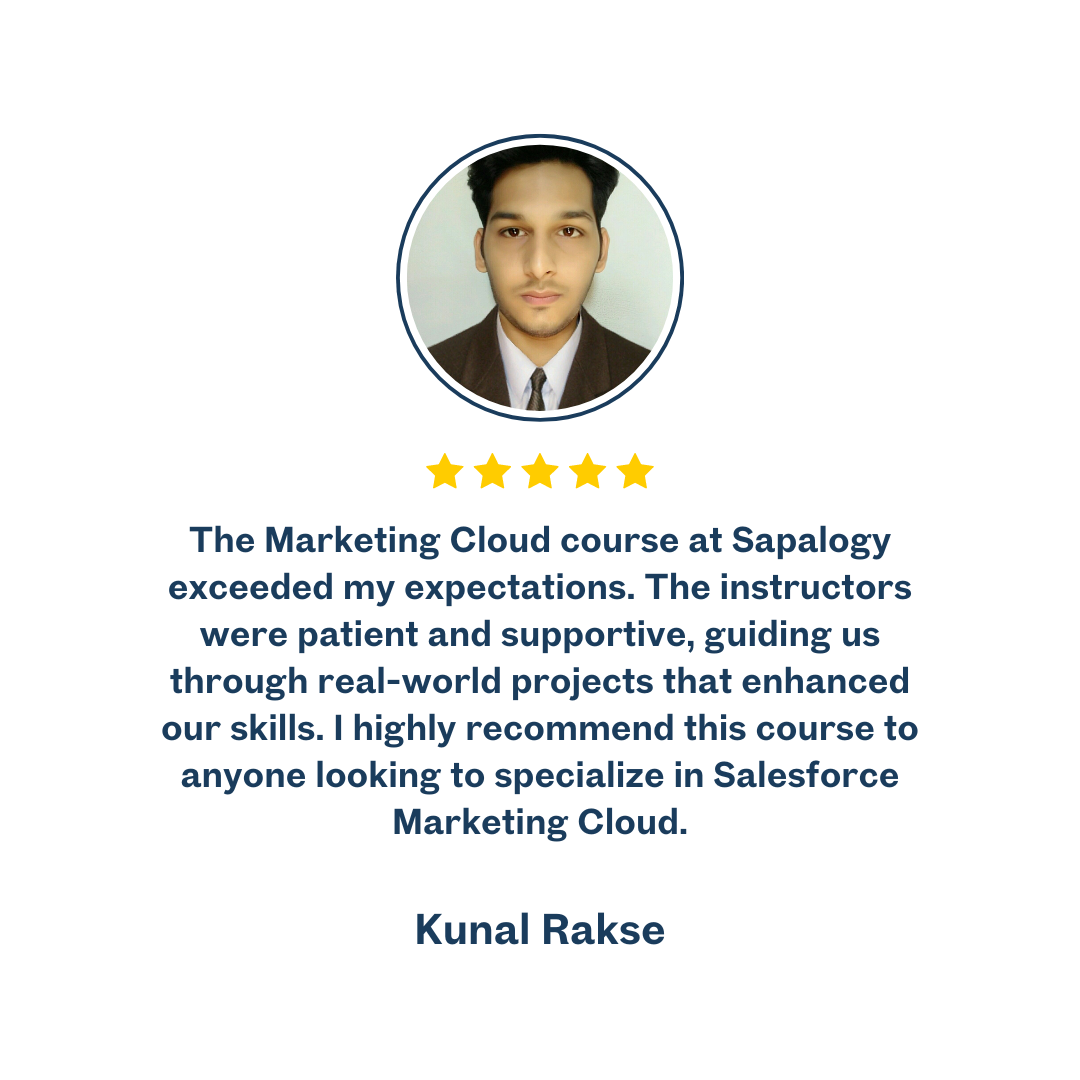 The Marketing Cloud course at Sapalogy
exceeded my expectations. The instructors
were patient and supportive, guiding us
through real-world projects that enhanced
our skills. I highly recommend this course to
anyone looking to specialize in Salesforce
Marketing Cloud.
Kunal Rakse